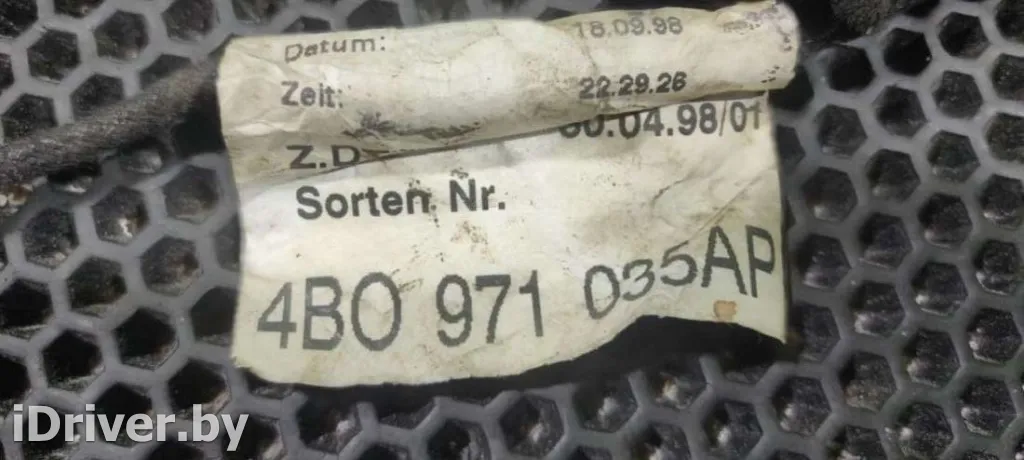 Datum: 18.09.98
Zeit: 22.29.26
Z.D 30.04.98/01
Sorten Nr.
4B0 971 035AP
iDriver.by